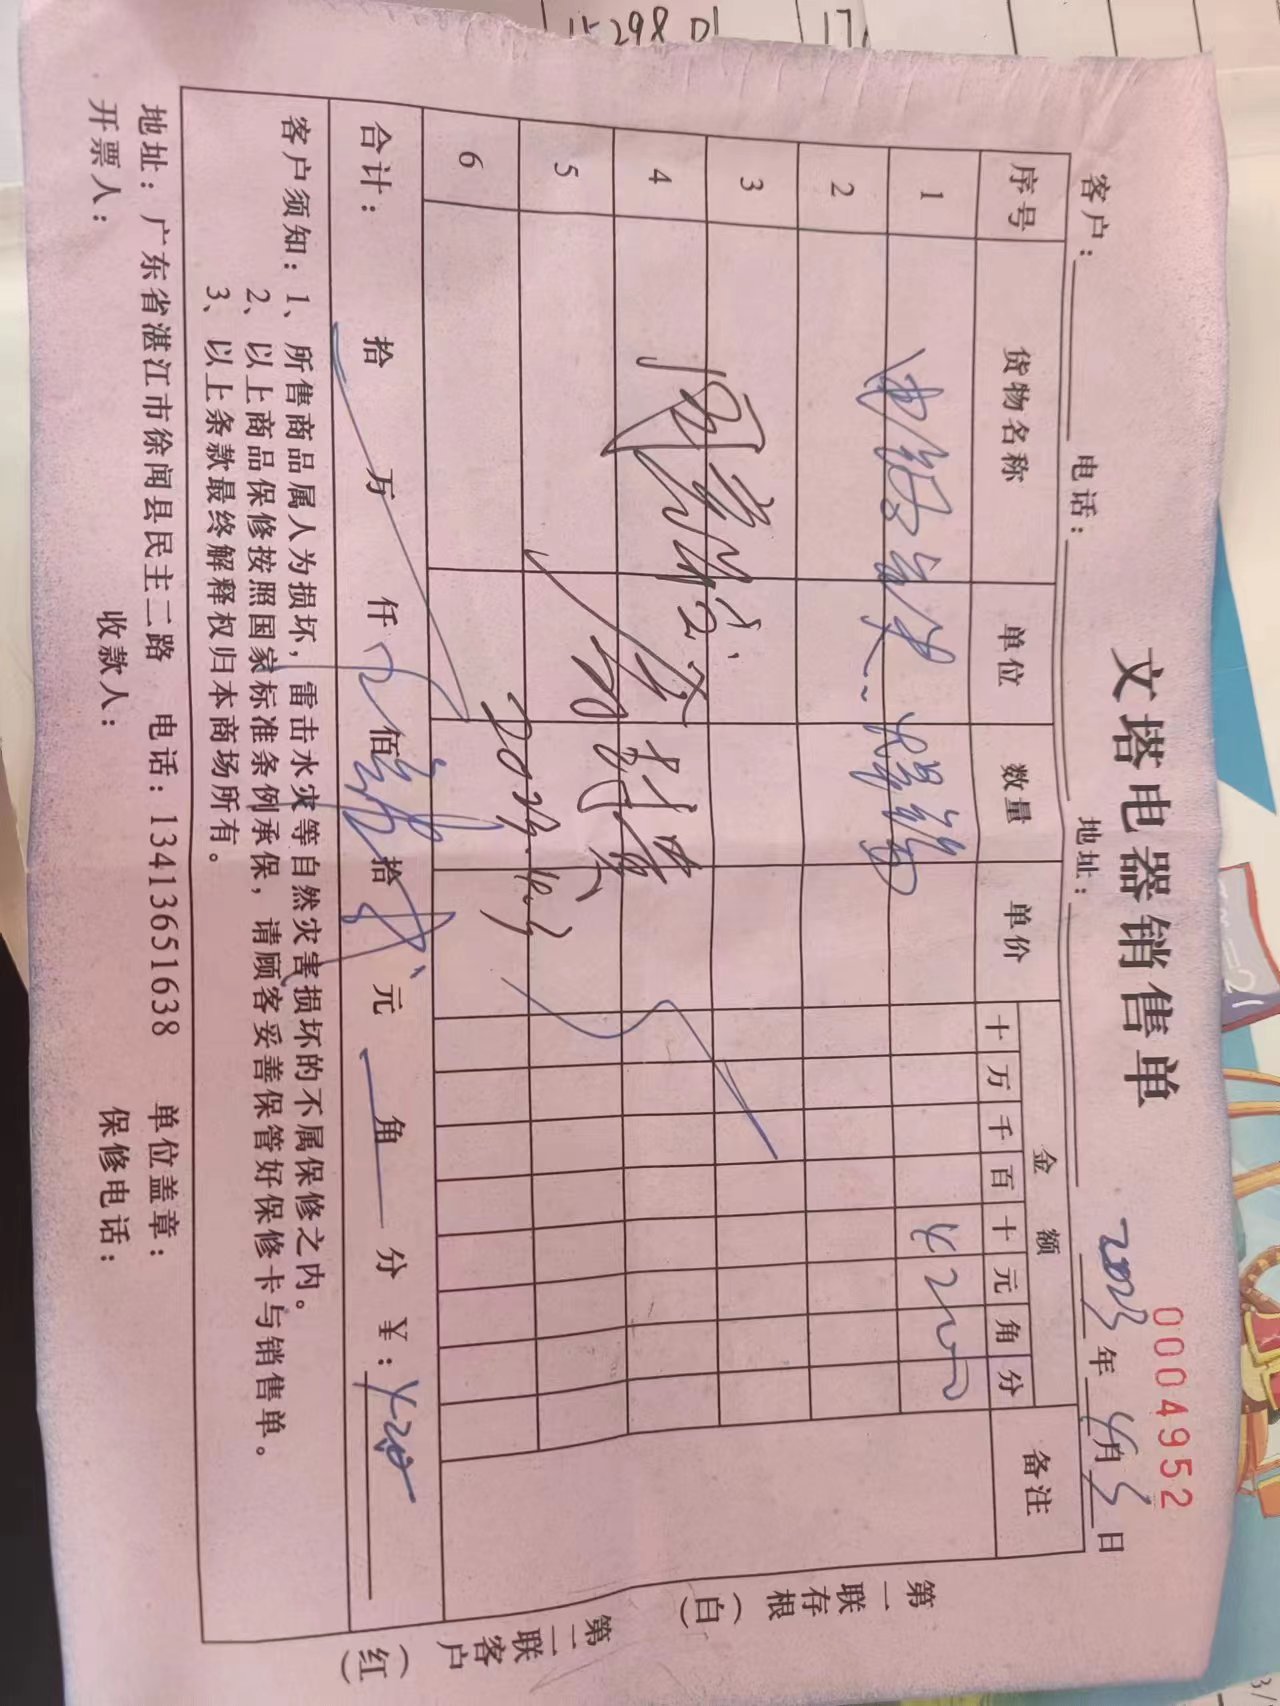 文塔电器销售单
0004952
客户： 电话： 地址： 2023年4月3日
序号 货物名称 单位 数量 单价 金额 备注
十 万 千 百 十 元 角 分
1 4 2 0 0
2
3
4
5
6
合计： 拾 万 仟 佰 拾 元 角 分 ¥：420
客户须知：1、所售商品属人为损坏，雷击水灾等自然灾害损坏的不属保修之内。
2、以上商品保修按照国家标准条例承保，请顾客妥善保管好保修卡与销售单。
3、以上条款最终解释权归本商场所有。
地址：广东省湛江市徐闻县民主二路 电话：13413651638 单位盖章：
开票人： 收款人： 保修电话：
第一联存根（白）
第二联客户（红）